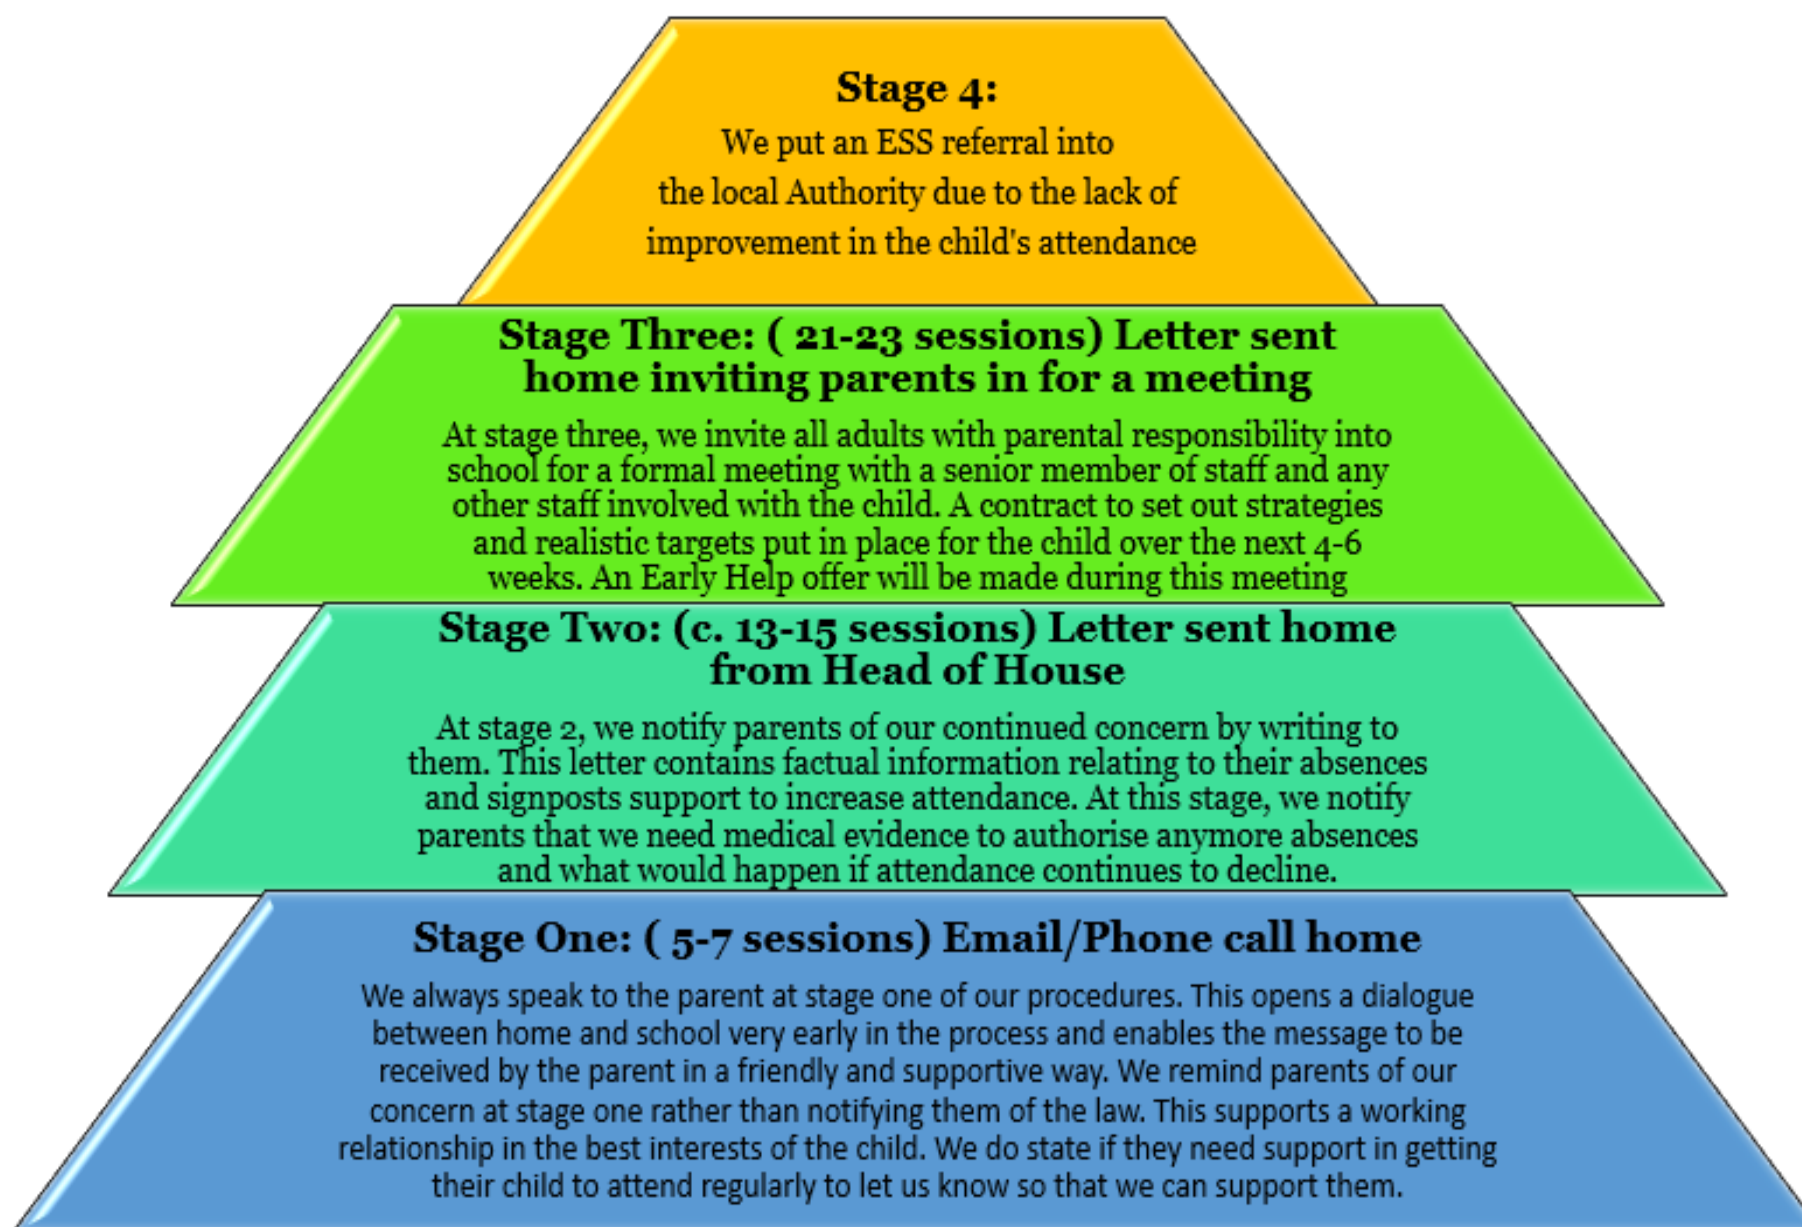 Stage 4:
We put an ESS referral into
the local Authority due to the lack of
improvement in the child's attendance
Stage Three: ( 21-23 sessions) Letter sent
home inviting parents in for a meeting
At stage three, we invite all adults with parental responsibility into
school for a formal meeting with a senior member of staff and any
other staff involved with the child. A contract to set out strategies
and realistic targets put in place for the child over the next 4-6
weeks. An Early Help offer will be made during this meeting
Stage Two: (c. 13-15 sessions) Letter sent home
from Head of House
At stage 2, we notify parents of our continued concern by writing to
them. This letter contains factual information relating to their absences
and signposts support to increase attendance. At this stage, we notify
parents that we need medical evidence to authorise anymore absences
and what would happen if attendance continues to decline.
Stage One: ( 5-7 sessions) Email/Phone call home
We always speak to the parent at stage one of our procedures. This opens a dialogue
between home and school very early in the process and enables the message to be
received by the parent in a friendly and supportive way. We remind parents of our
concern at stage one rather than notifying them of the law. This supports a working
relationship in the best interests of the child. We do state if they need support in getting
their child to attend regularly to let us know so that we can support them.